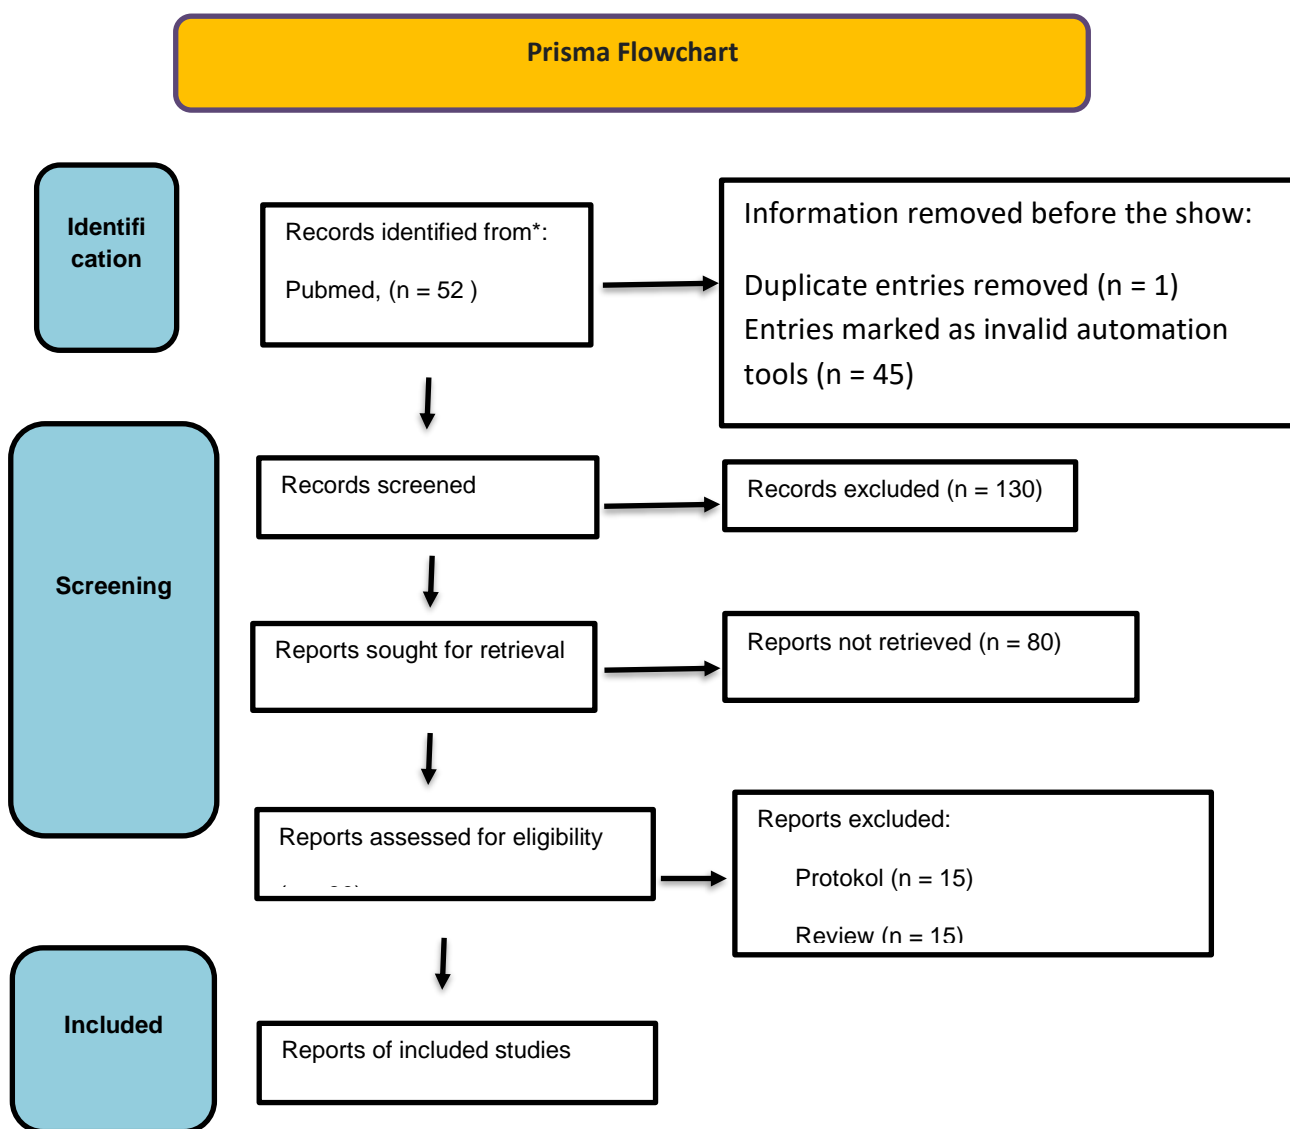 Prisma Flowchart
Identifi
cation
Records identified from*:
Pubmed, (n = 52 )
Information removed before the show:
Duplicate entries removed (n = 1)
Entries marked as invalid automation
tools (n = 45)
Screening
Records screened
Records excluded (n = 130)
Reports sought for retrieval
Reports not retrieved (n = 80)
Reports assessed for eligibility
Reports excluded:
Protokol (n = 15)
Review (n = 15)
Included
Reports of included studies